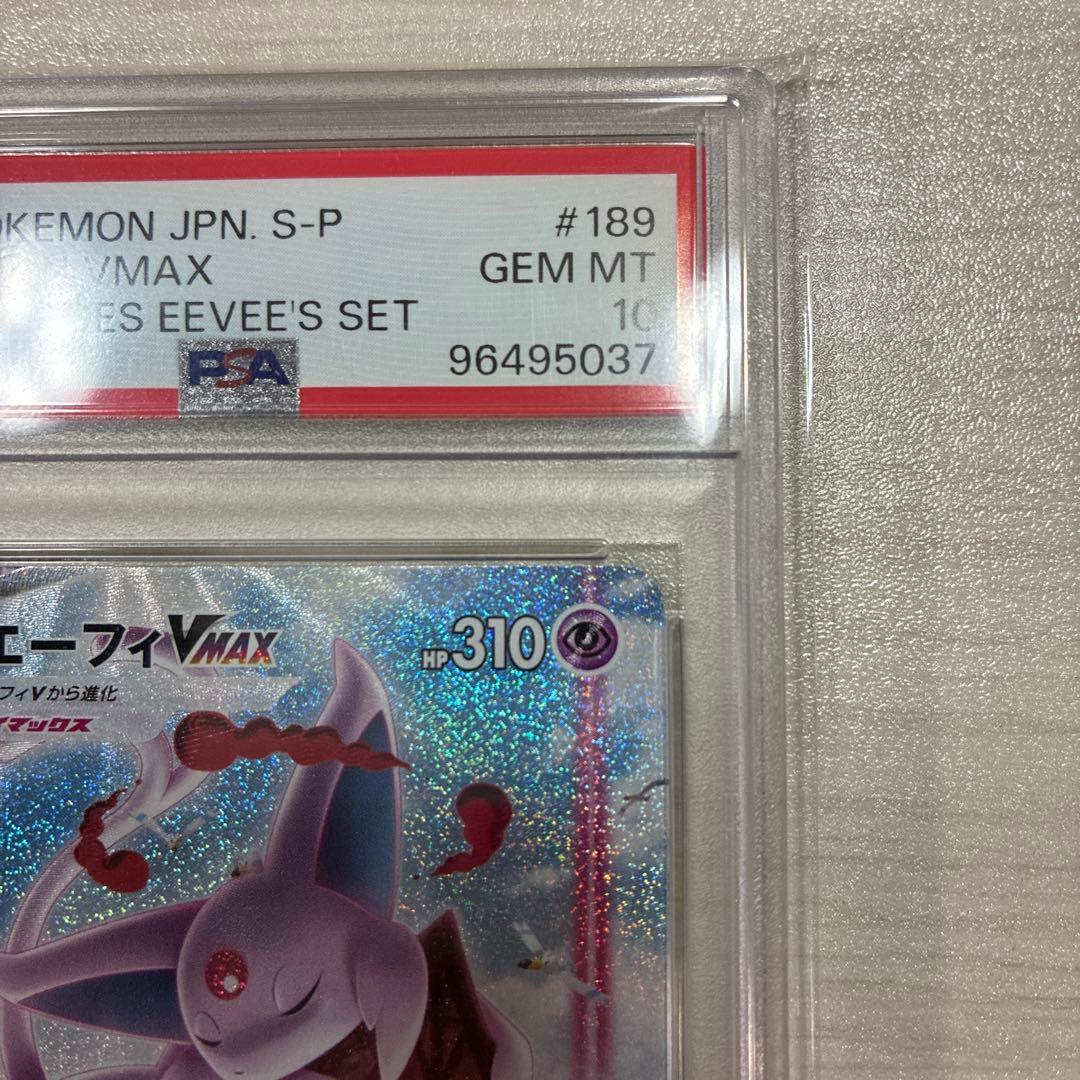 OKEMON JPN. S-P #189
VMAX GEM MT
ES EEVEE'S SET 10
PSA 96495037
エーフィVMAX HP310
フィVから進化
イマックス